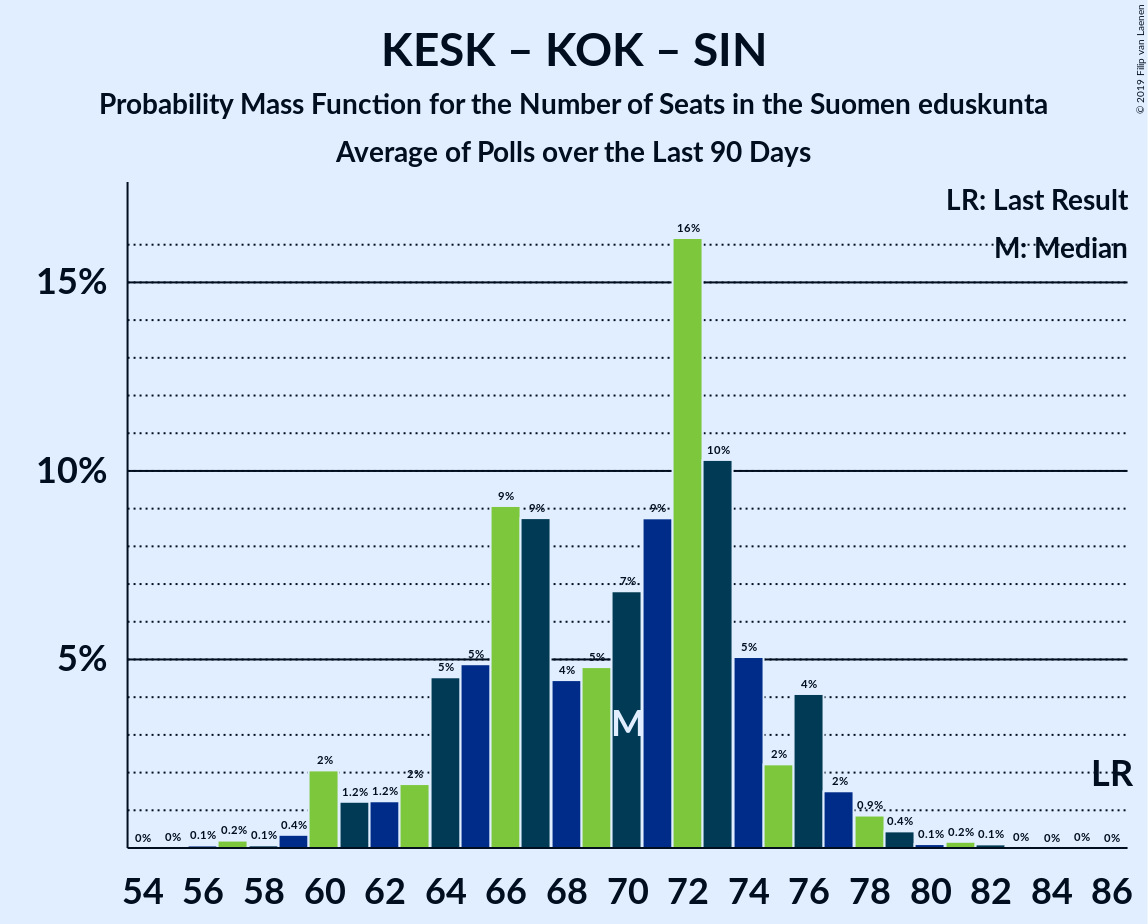 KESK – KOK – SIN
Probability Mass Function for the Number of Seats in the Suomen eduskunta
Average of Polls over the Last 90 Days
© 2019 Filip van Laenen
LR: Last Result
M: Median
15%
10%
5%
0% 0% 0.1% 0.2% 0.1% 0.4% 2% 1.2% 1.2% 2% 5% 5% 9% 9% 4% 5% 7% 9% 16% 10% 5% 2% 4% 2% 0.9% 0.4% 0.1% 0.2% 0.1% 0% 0% 0% 0%
M
LR
54 56 58 60 62 64 66 68 70 72 74 76 78 80 82 84 86